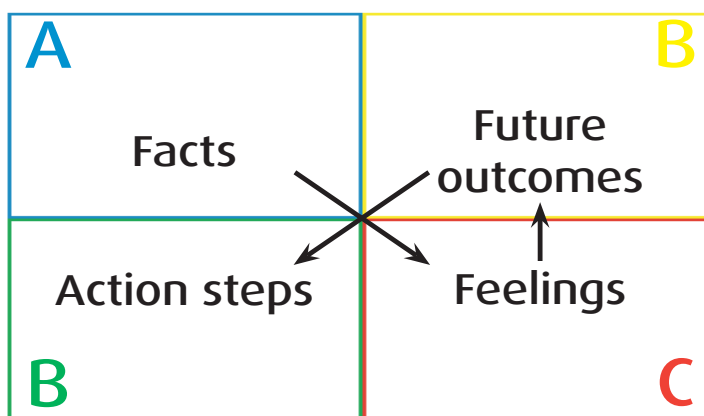 A
B
Facts
Future
outcomes
Action steps
Feelings
B
C